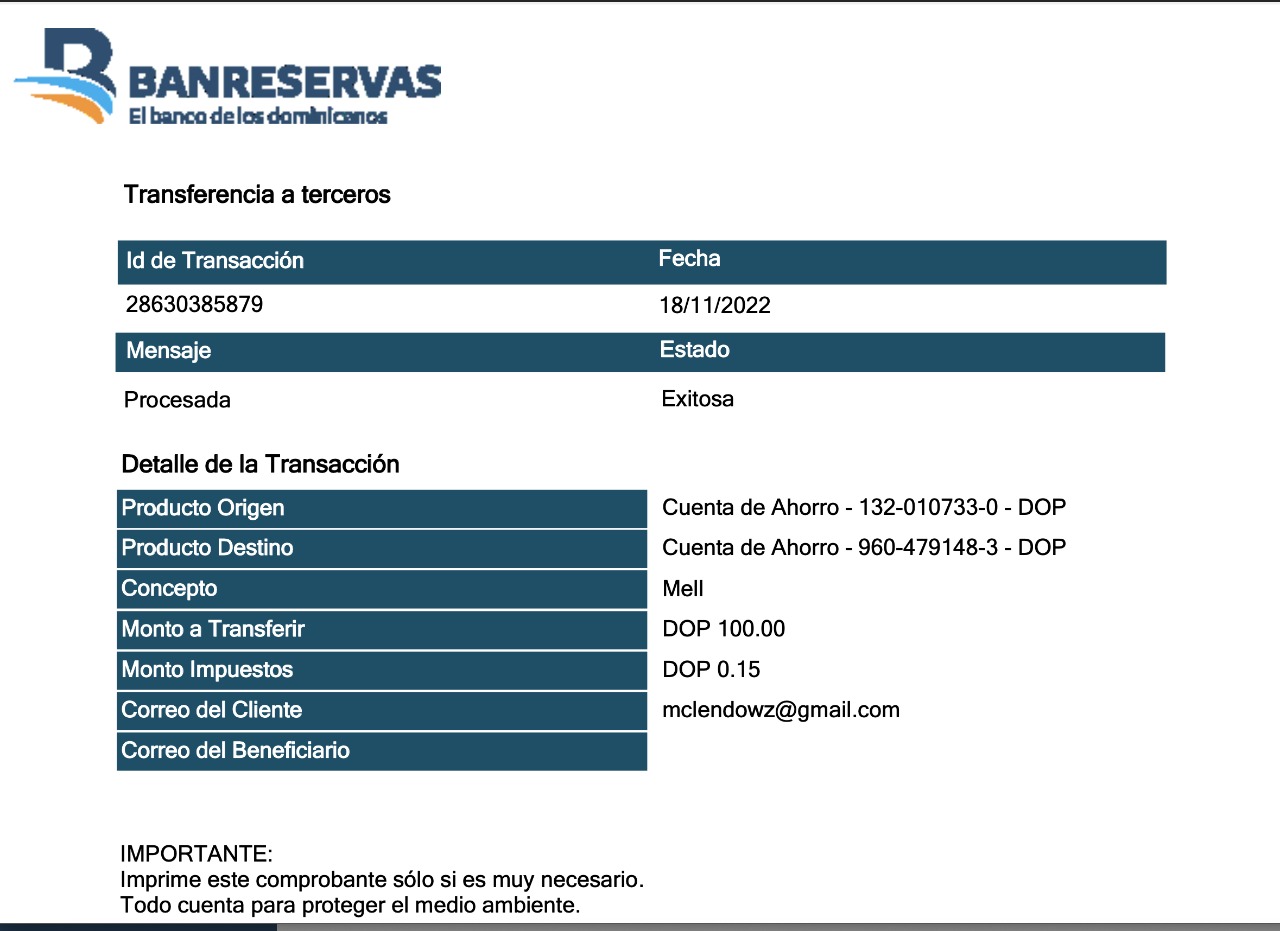 BANRESERVAS
El banco de los dominicanos
Transferencia a terceros
Id de Transacción Fecha
28630385879 18/11/2022
Mensaje Estado
Procesada Exitosa
Detalle de la Transacción
Producto Origen Cuenta de Ahorro - 132-010733-0 - DOP
Producto Destino Cuenta de Ahorro - 960-479148-3 - DOP
Concepto Mell
Monto a Transferir DOP 100.00
Monto Impuestos DOP 0.15
Correo del Cliente mclendowz@gmail.com
Correo del Beneficiario
IMPORTANTE:
Imprime este comprobante sólo si es muy necesario.
Todo cuenta para proteger el medio ambiente.